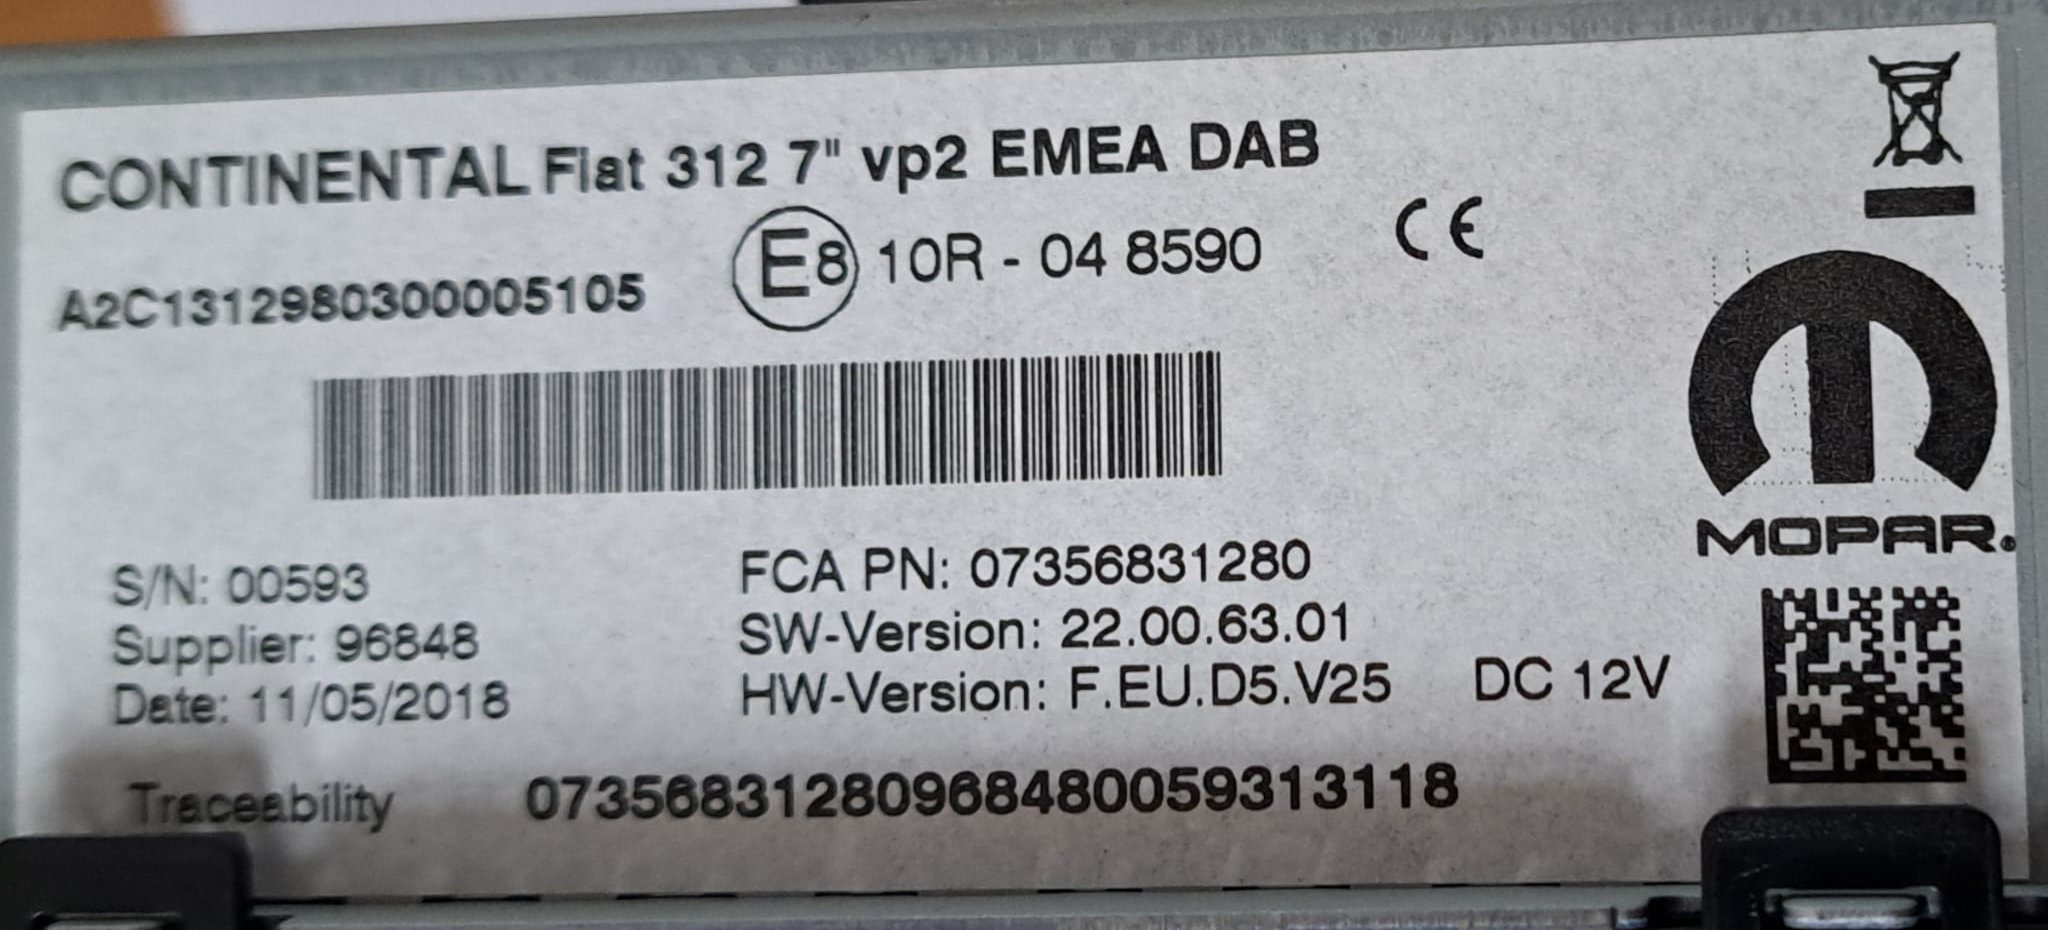 CONTINENTAL Fiat 312 7" vp2 EMEA DAB
E8 10R - 04 8590 CE
A2C13129803000051​05
MOPAR.
S/N: 00593
Supplier: 96848
Date: 11/05/2018
FCA PN: 07356831280
SW-Version: 22.00.63.01
HW-Version: F.EU.D5.V25 DC 12V
Traceability 07356831280968480059313118